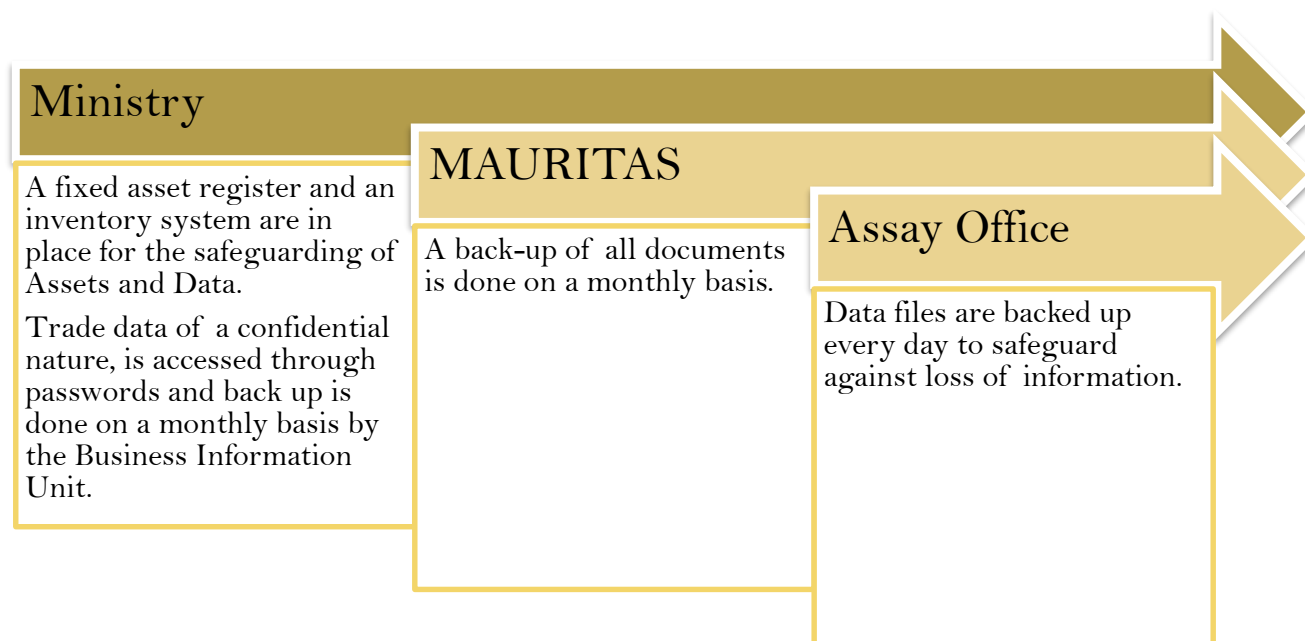 Ministry
A fixed asset register and an
inventory system are in
place for the safeguarding of
Assets and Data.
Trade data of a confidential
nature, is accessed through
passwords and back up is
done on a monthly basis by
the Business Information
Unit.
MAURITAS
A back-up of all documents
is done on a monthly basis.
Assay Office
Data files are backed up
every day to safeguard
against loss of information.